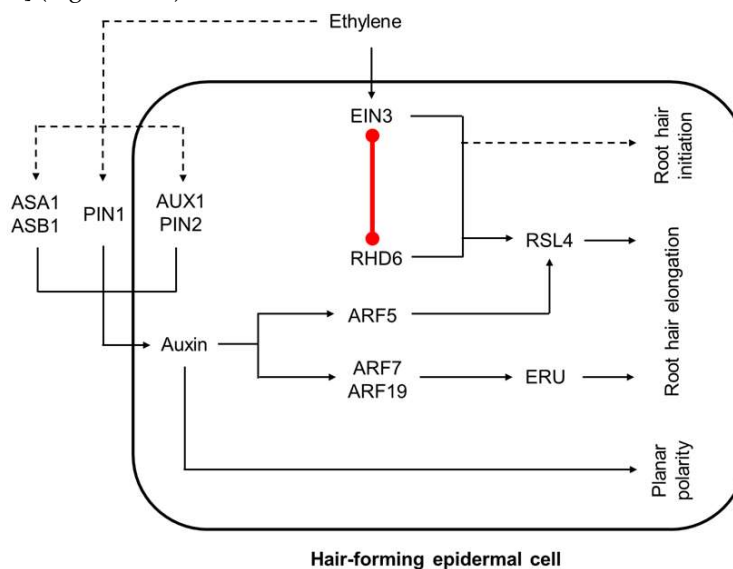 Ethylene
EIN3
Root hair
initiation
ASA1
ASB1
PIN1
AUX1
PIN2
RHD6
RSL4
Root hair elongation
Auxin
ARF5
ARF7
ARF19
ERU
Planar
polarity
Hair-forming epidermal cell